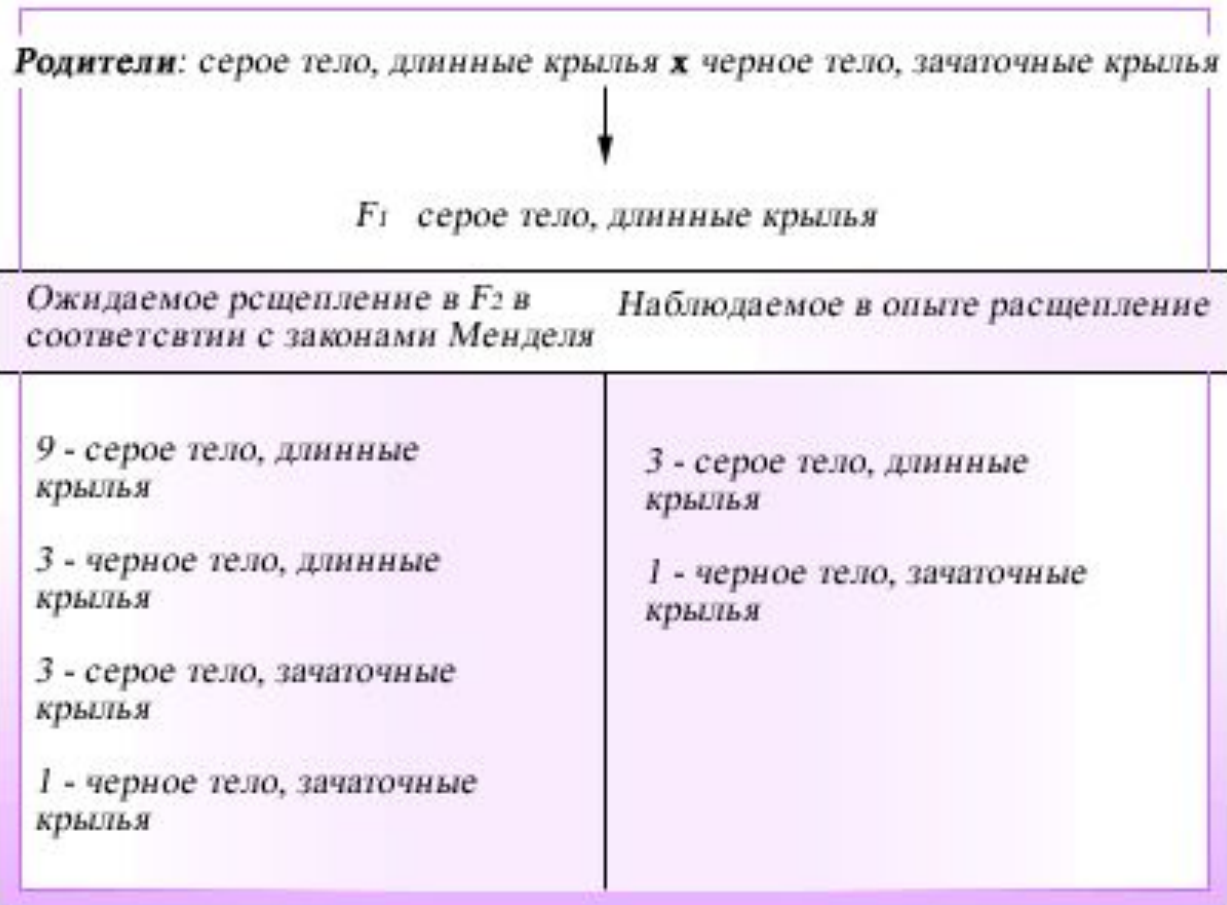 Родители: серое тело, длинные крылья х черное тело, зачаточные крылья
F1 серое тело, длинные крылья
Ожидаемое рсщепление в F2 в
соответсвтии с законами Менделя
Наблюдаемое в опыте расщепление
9 - серое тело, длинные
крылья
3 - черное тело, длинные
крылья
3 - серое тело, зачаточные
крылья
1 - черное тело, зачаточные
крылья
3 - серое тело, длинные
крылья
1 - черное тело, зачаточные
крылья